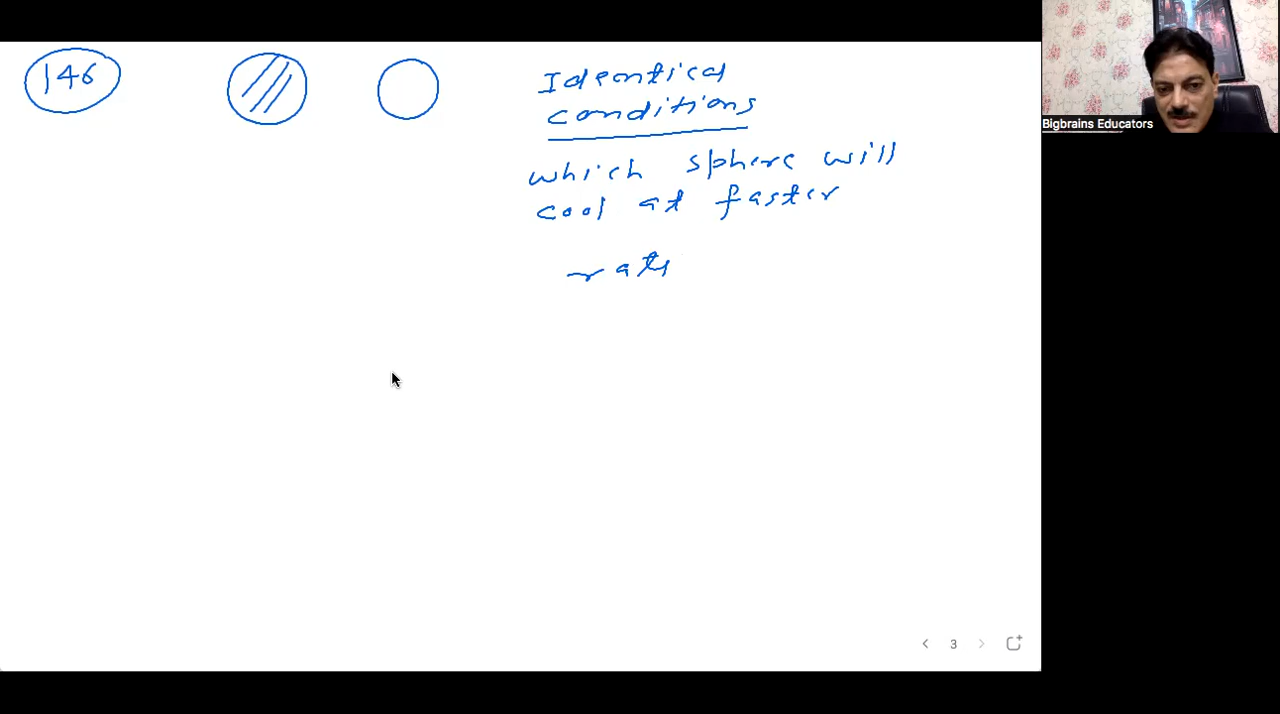 146
Identical
conditions
which sphere will
cool at faster
rate
Bigbrains Educators
3